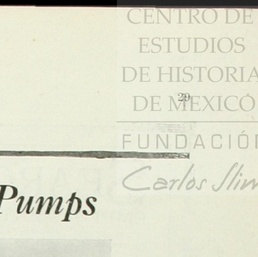 CENTRO DE
ESTUDIOS
DE HISTORIA
DE MÉXICO
29
FUNDACIÓN
Carlos Slim
Pumps